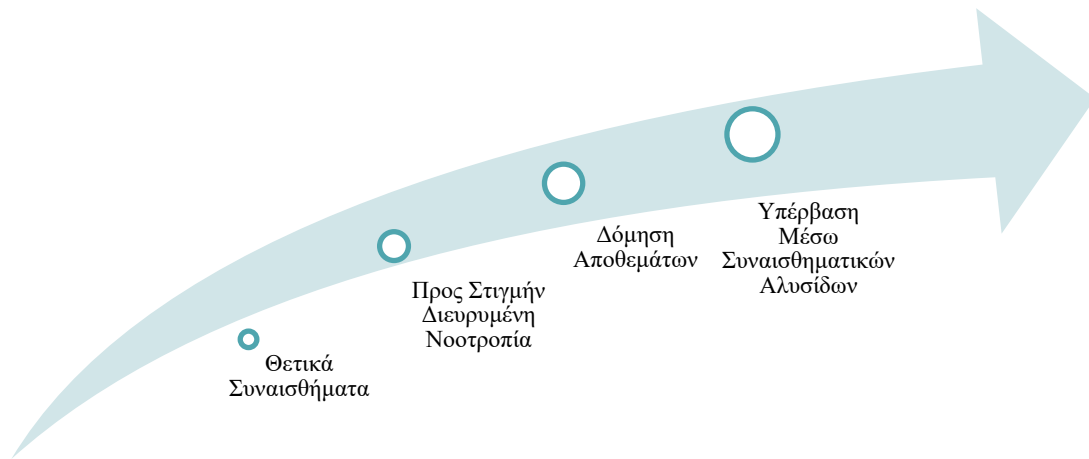 Θετικά
Συναισθήματα
Προς Στιγμήν
Διευρυμένη
Νοοτροπία
Δόμηση
Αποθεμάτων
Υπέρβαση
Μέσω
Συναισθηματικών
Αλυσίδων